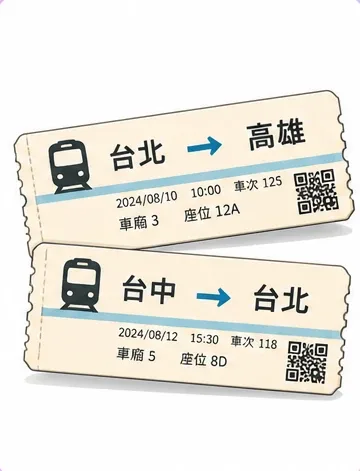 台北 → 高雄
2024/08/10 10:00 車次 125
車廂 3 座位 12A
台中 → 台北
2024/08/12 15:30 車次 118
車廂 5 座位 8D